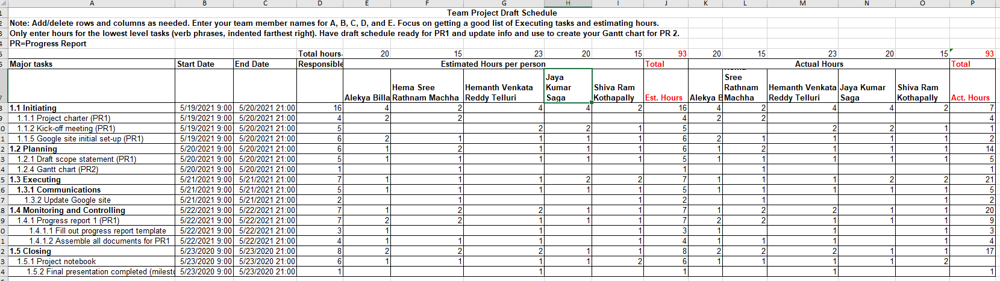 A B C D E F G H I J K L M N O P
Team Project Draft Schedule
Note: Add/delete rows and columns as needed. Enter your team member names for A, B, C, D, and E. Focus on getting a good list of Executing tasks and estimating hours.
Only enter hours for the lowest level tasks (verb phrases, indented farthest right). Have draft schedule ready for PR1 and update info and use to create your Gantt chart for PR 2.
PR=Progress Report
Total hours- 20 15 23 20 15 93 20 15 23 20 15 93
Major tasks Start Date End Date Responsible Estimated Hours per person Total Actual Hours Total
Alekya Billa Hema Sree Rathnam Machha Hemanth Venkata Reddy Telluri Jaya Kumar Saga Shiva Ram Kothapally Est. Hours Alekya B Sree Rathnam Machha Hemanth Venkata Reddy Telluri Jaya Kumar Saga Shiva Ram Kothapally Act. Hours
1.1 Initiating 5/19/2021 9:00 5/20/2021 21:00 16 4 2 4 4 2 16 4 2 4 4 2 7
1.1.1 Project charter (PR1) 5/19/2021 9:00 5/20/2021 21:00 4 2 2 4 2 2 4
1.1.2 Kick-off meeting (PR1) 5/19/2021 9:00 5/20/2021 21:00 5 2 2 1 5 2 2 1 1
1.1.5 Google site initial set-up (PR1) 5/19/2021 9:00 5/20/2021 21:00 6 2 1 1 1 1 6 2 1 1 1 1 2
1.2 Planning 5/20/2021 9:00 5/20/2021 21:00 6 1 2 1 1 1 6 1 2 1 1 1 14
1.2.1 Draft scope statement (PR1) 5/20/2021 9:00 5/20/2021 21:00 5 1 1 1 1 1 5 1 1 1 1 1 5
1.2.4 Gantt chart (PR2) 5/20/2021 9:00 5/20/2021 21:00 1 1 1 1 1
1.3 Executing 5/21/2021 9:00 5/21/2021 21:00 7 1 1 1 2 2 7 1 1 1 2 2 21
1.3.1 Communications 5/21/2021 9:00 5/21/2021 21:00 5 1 1 1 1 1 5 1 1 1 1 1 5
1.3.2 Update Google site 5/21/2021 9:00 5/21/2021 21:00 2 1 1 2 1 1 2
1.4 Monitoring and Controlling 5/22/2021 9:00 5/22/2021 21:00 7 1 2 2 1 1 7 1 2 2 1 1 20
1.4.1 Progress report 1 (PR1) 5/22/2021 9:00 5/22/2021 21:00 7 2 2 1 1 1 7 2 2 1 1 1 9
1.4.1.1 Fill out progress report template 5/22/2021 9:00 5/22/2021 21:00 3 1 1 1 3 1 1 1 3
1.4.1.2 Assemble all documents for PR1 5/22/2021 9:00 5/22/2021 21:00 4 1 1 1 1 4 1 1 1 1 4
1.5 Closing 5/23/2020 9:00 5/23/2020 21:00 8 2 2 2 1 1 8 2 2 2 1 1 17
1.5.1 Project notebook 5/23/2020 9:00 5/23/2020 21:00 6 1 1 1 1 2 6 1 1 1 1 2
1.5.2 Final presentation completed (milest 5/23/2020 9:00 5/23/2020 21:00 1 1 1 1 1